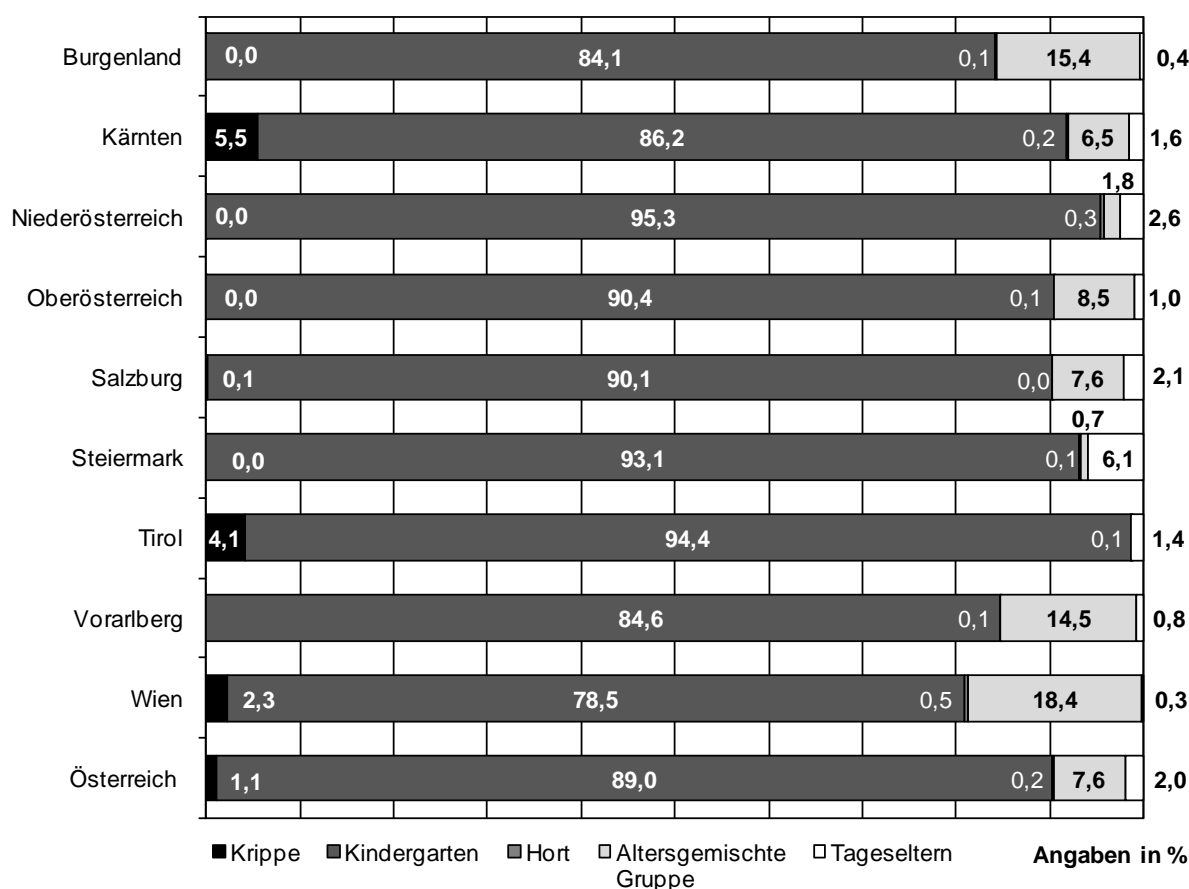 Burgenland 0,0 84,1 0,1 15,4 0,4
Kärnten 5,5 86,2 0,2 6,5 1,6
1,8
Niederösterreich 0,0 95,3 0,3 2,6
Oberösterreich 0,0 90,4 0,1 8,5 1,0
Salzburg 0,1 90,1 0,0 7,6 2,1
0,7
Steiermark 0,0 93,1 0,1 6,1
Tirol 4,1 94,4 0,1 1,4
Vorarlberg 84,6 0,1 14,5 0,8
Wien 2,3 78,5 0,5 18,4 0,3
Österreich 1,1 89,0 0,2 7,6 2,0
Krippe Kindergarten Hort Altersgemischte Tageseltern Angaben in %
Gruppe